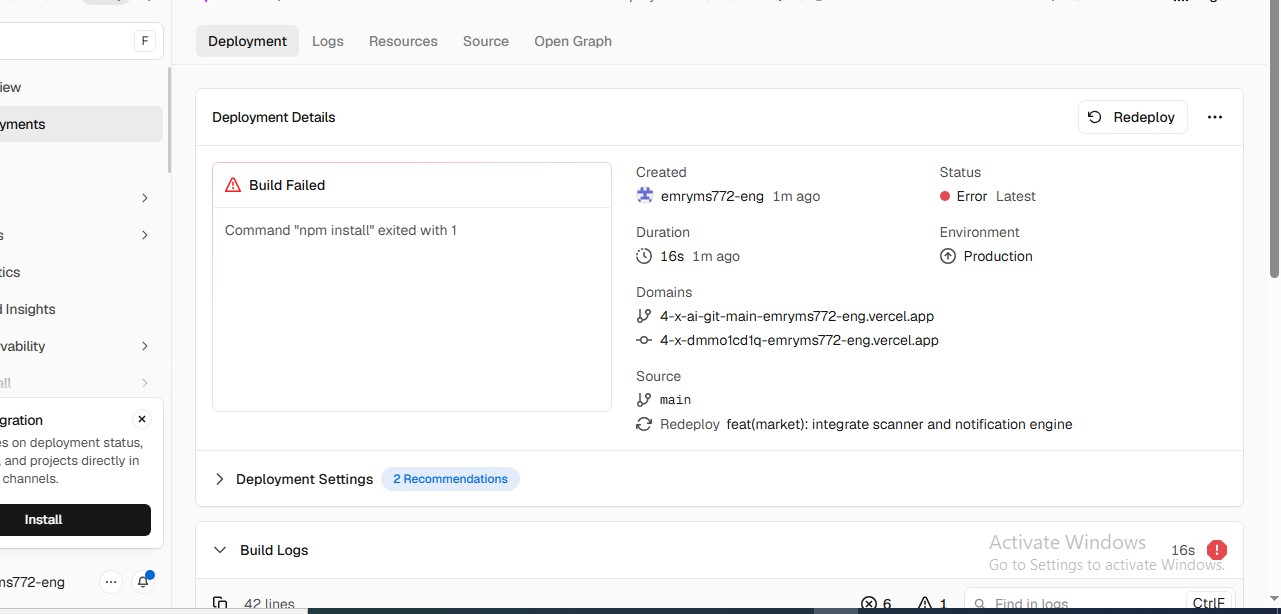 Deployment
Logs
Resources
Source
Open Graph
F
iew
yments
s
tics
d Insights
vability
all
gration
es on deployment status,
, and projects directly in
channels.
Install
ms772-eng
Deployment Details
Redeploy
Build Failed
Command "npm install" exited with 1
Created
emryms772-eng 1m ago
Status
Error Latest
Duration
16s 1m ago
Environment
Production
Domains
4-x-ai-git-main-emryms772-eng.vercel.app
4-x-dmmo1cd1q-emryms772-eng.vercel.app
Source
main
Redeploy feat(market): integrate scanner and notification engine
Deployment Settings 2 Recommendations
Build Logs
16s
Activate Windows
Go to Settings to activate Windows.
42 lines
6
1
Find in logs
CtrlF